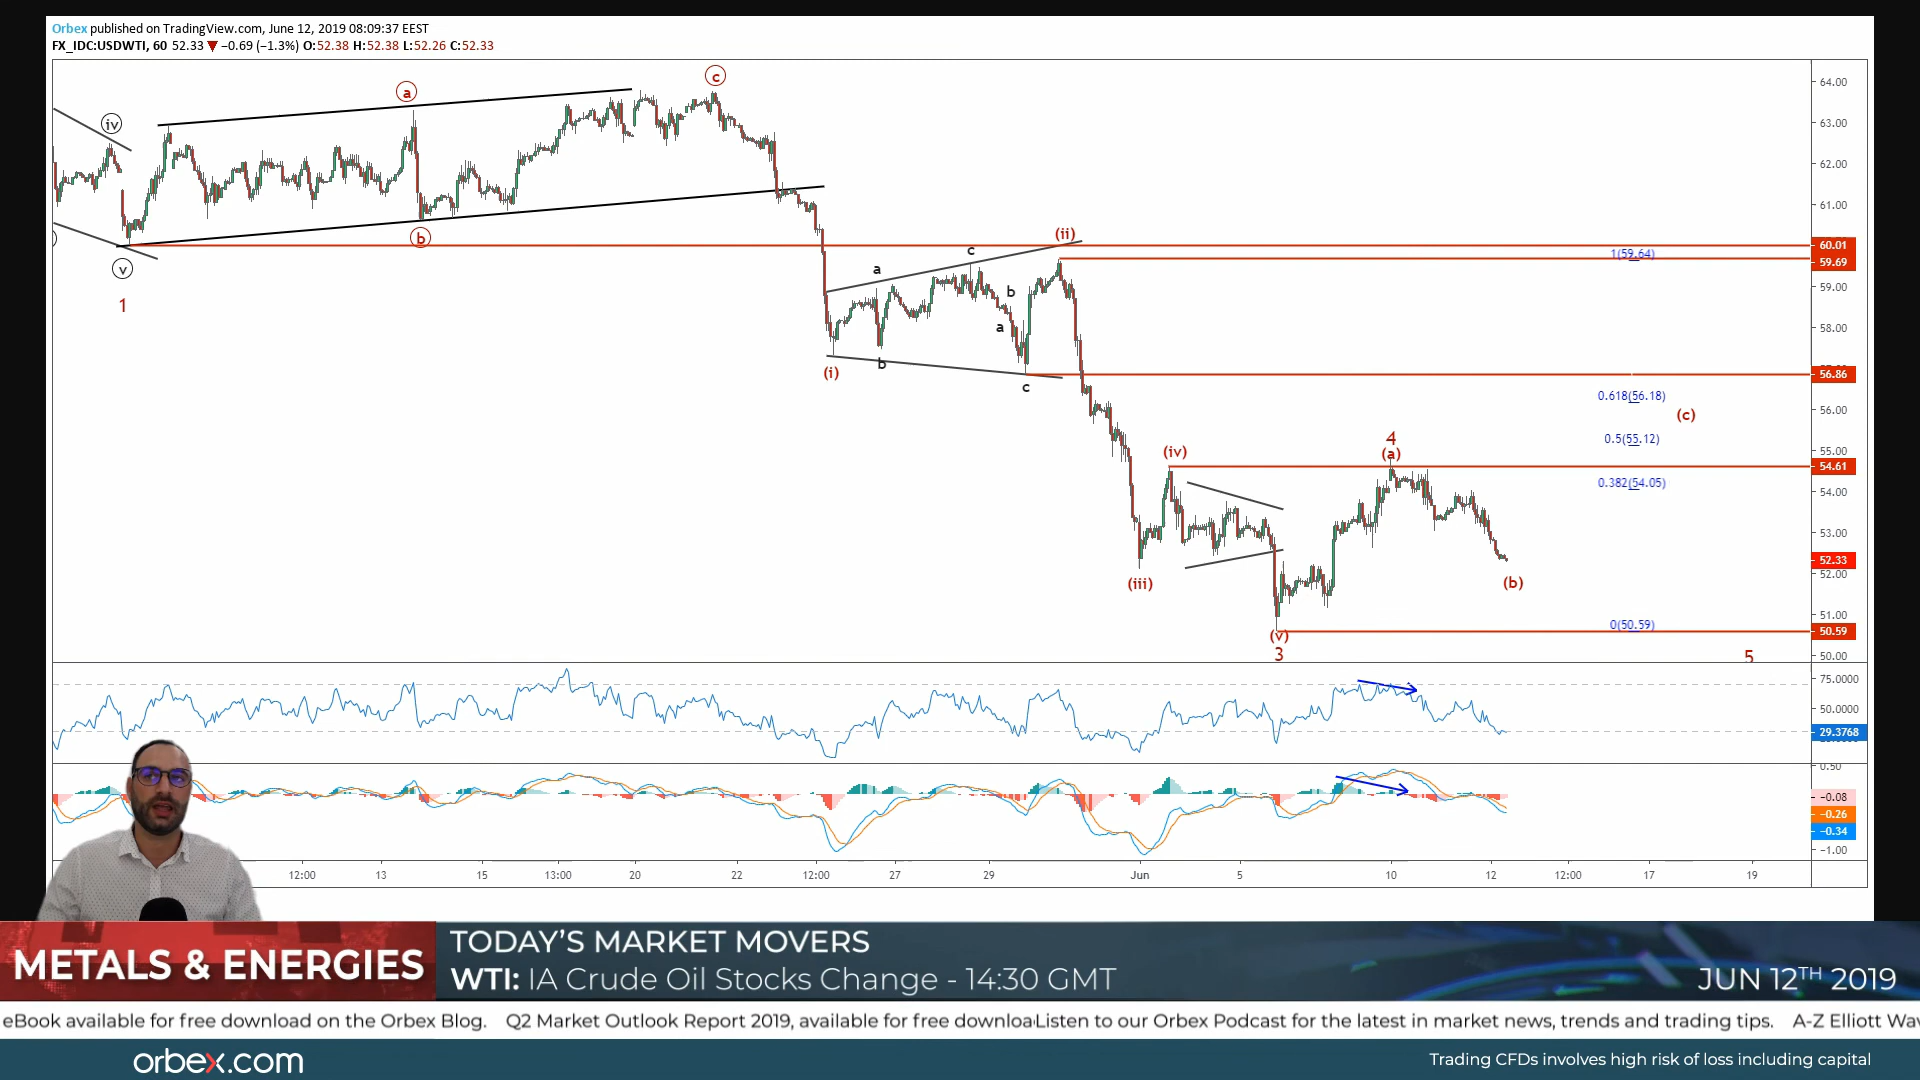 Orbex published on TradingView.com, June 12, 2019 08:09:37 EEST
FX_IDC:USDWTI, 60 52.33 ▼ −0.69 (−1.3%) O:52.38 H:52.38 L:52.26 C:52.33
c
a
iv
b
v
1
(ii)
c
a
b
a
b
c
(i)
(iv)
(iii)
4
(a)
(c)
(b)
(v)
3
5
1(59.64)
0.618(56.18)
0.5(55.12)
0.382(54.05)
0(50.59)
64.00
63.00
62.00
61.00
60.01
59.69
59.00
58.00
56.86
56.00
55.00
54.61
54.00
53.00
52.33
52.00
51.00
50.59
50.00
75.0000
50.0000
29.3768
0.50
−0.08
−0.26
−0.34
−1.00
12:00 13 15 13:00 20 22 12:00 27 29 Jun 5 10 12 12:00 17 19
METALS & ENERGIES
TODAY'S MARKET MOVERS
WTI: IA Crude Oil Stocks Change - 14:30 GMT
JUN 12TH 2019
eBook available for free download on the Orbex Blog. Q2 Market Outlook Report 2019, available for free downloa Listen to our Orbex Podcast for the latest in market news, trends and trading tips. A-Z Elliott Wav
orbex.com
Trading CFDs involves high risk of loss including capital